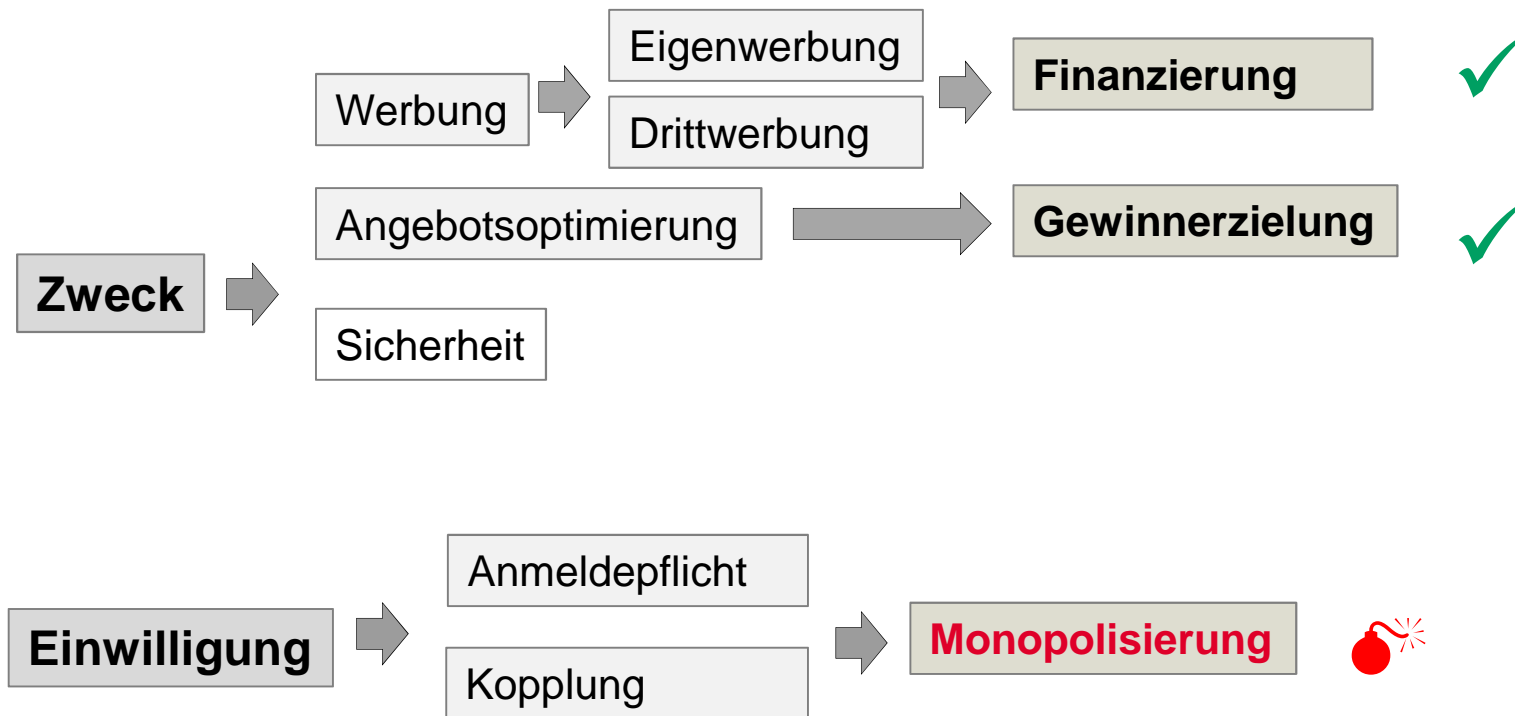 Eigenwerbung
Finanzierung
Werbung
Drittwerbung
Angebotsoptimierung
Gewinnerzielung
Zweck
Sicherheit
Anmeldepflicht
Einwilligung
Monopolisierung
Kopplung